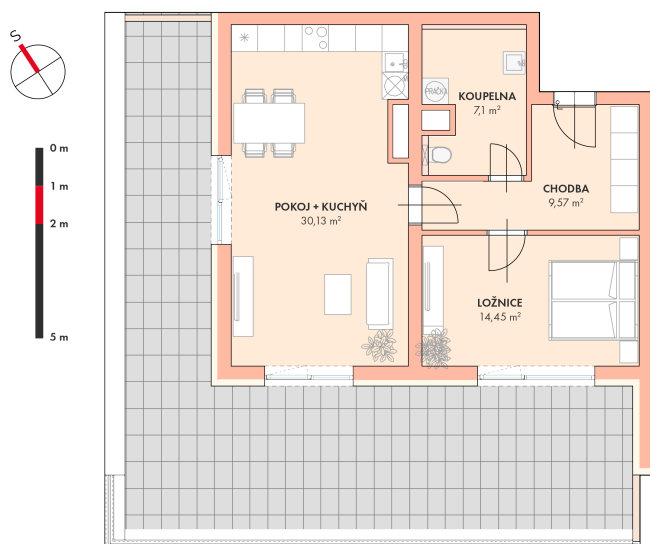 S
0 m
1 m
2 m
5 m
PRAČKA
KOUPELNA
7,1 m²
CHODBA
9,57 m²
POKOJ + KUCHYŇ
30,13 m²
LOŽNICE
14,45 m²